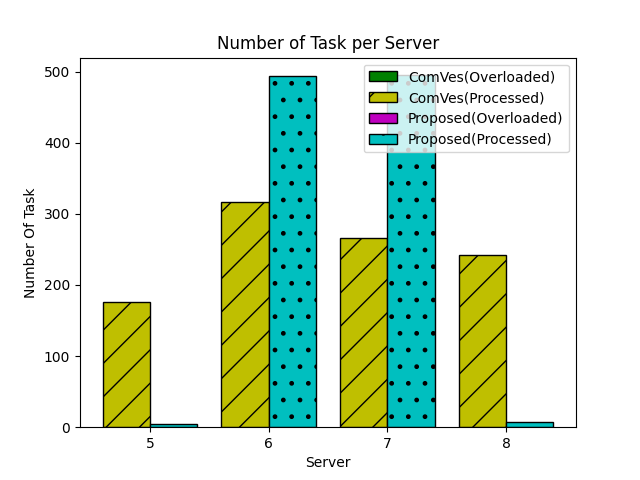 Number of Task per Server
500
400
300
200
100
0
Number Of Task
ComVes(Overloaded)
ComVes(Processed)
Proposed(Overloaded)
Proposed(Processed)
5 6 7 8
Server